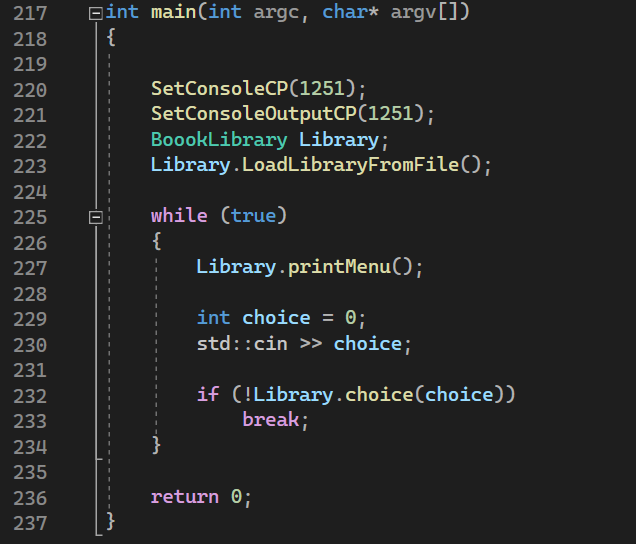 217 int main(int argc, char* argv[])
218 {
219
220 SetConsoleCP(1251);
221 SetConsoleOutputCP(1251);
222 BoookLibrary Library;
223 Library.LoadLibraryFromFile();
224
225 while (true)
226 {
227 Library.printMenu();
228
229 int choice = 0;
230 std::cin >> choice;
231
232 if (!Library.choice(choice))
233 break;
234 }
235
236 return 0;
237 }